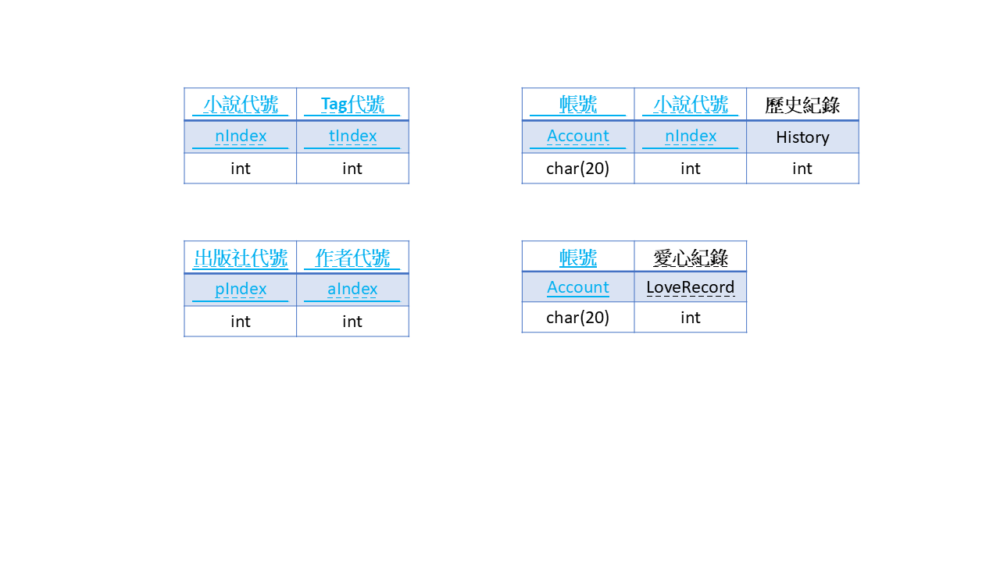 小說代號 Tag代號
nIndex tIndex
int int
帳號 小說代號 歷史紀錄
Account nIndex History
char(20) int int
出版社代號 作者代號
pIndex aIndex
int int
帳號 愛心紀錄
Account LoveRecord
char(20) int